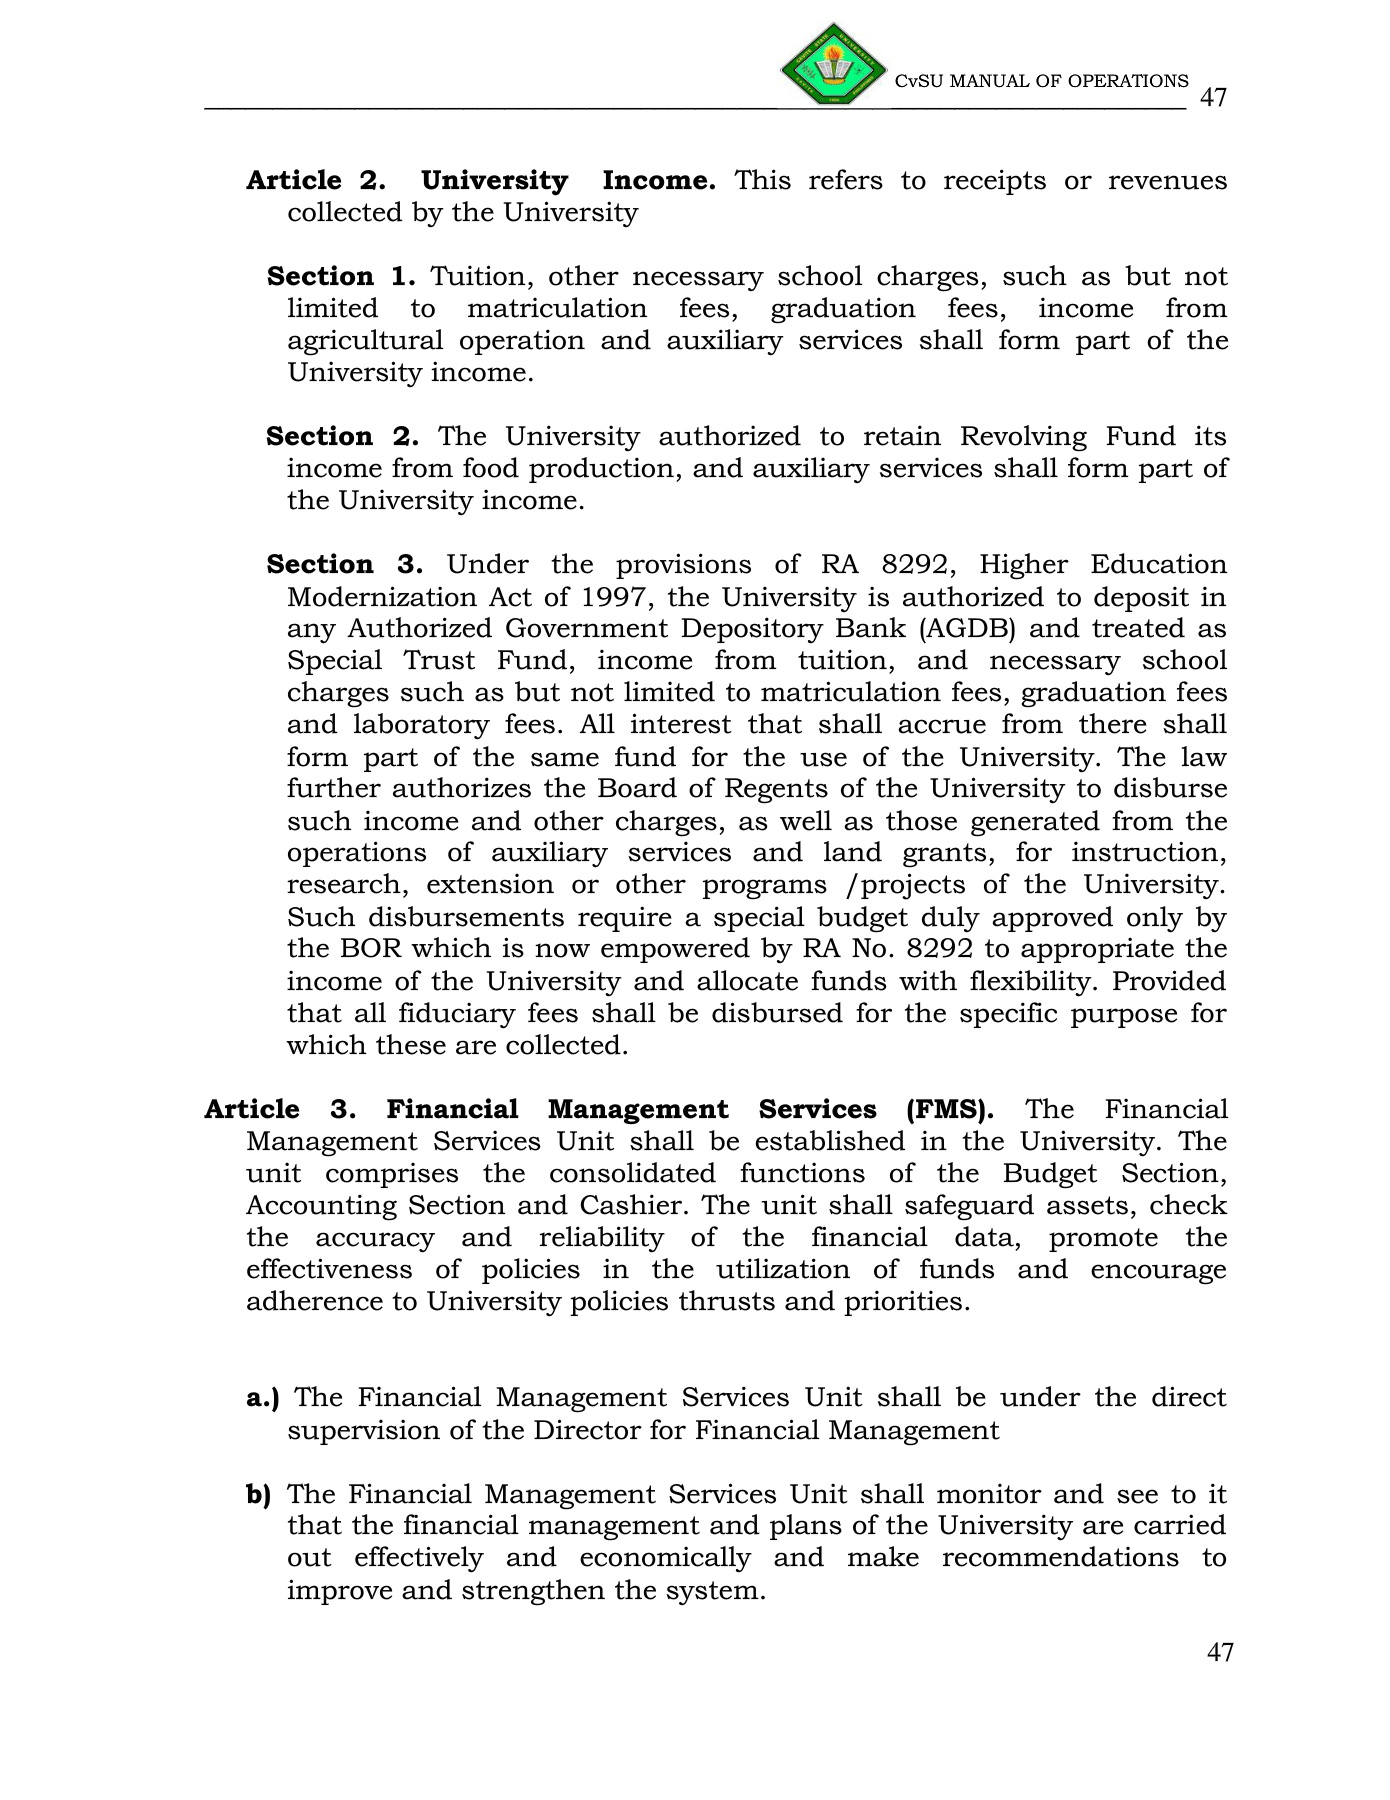 CvSU MANUAL OF OPERATIONS 47
Article 2. University Income. This refers to receipts or revenues
collected by the University
Section 1. Tuition, other necessary school charges, such as but not
limited to matriculation fees, graduation fees, income from
agricultural operation and auxiliary services shall form part of the
University income.
Section 2. The University authorized to retain Revolving Fund its
income from food production, and auxiliary services shall form part of
the University income.
Section 3. Under the provisions of RA 8292, Higher Education
Modernization Act of 1997, the University is authorized to deposit in
any Authorized Government Depository Bank (AGDB) and treated as
Special Trust Fund, income from tuition, and necessary school
charges such as but not limited to matriculation fees, graduation fees
and laboratory fees. All interest that shall accrue from there shall
form part of the same fund for the use of the University. The law
further authorizes the Board of Regents of the University to disburse
such income and other charges, as well as those generated from the
operations of auxiliary services and land grants, for instruction,
research, extension or other programs /projects of the University.
Such disbursements require a special budget duly approved only by
the BOR which is now empowered by RA No. 8292 to appropriate the
income of the University and allocate funds with flexibility. Provided
that all fiduciary fees shall be disbursed for the specific purpose for
which these are collected.
Article 3. Financial Management Services (FMS). The Financial
Management Services Unit shall be established in the University. The
unit comprises the consolidated functions of the Budget Section,
Accounting Section and Cashier. The unit shall safeguard assets, check
the accuracy and reliability of the financial data, promote the
effectiveness of policies in the utilization of funds and encourage
adherence to University policies thrusts and priorities.
a.) The Financial Management Services Unit shall be under the direct
supervision of the Director for Financial Management
b) The Financial Management Services Unit shall monitor and see to it
that the financial management and plans of the University are carried
out effectively and economically and make recommendations to
improve and strengthen the system.
47